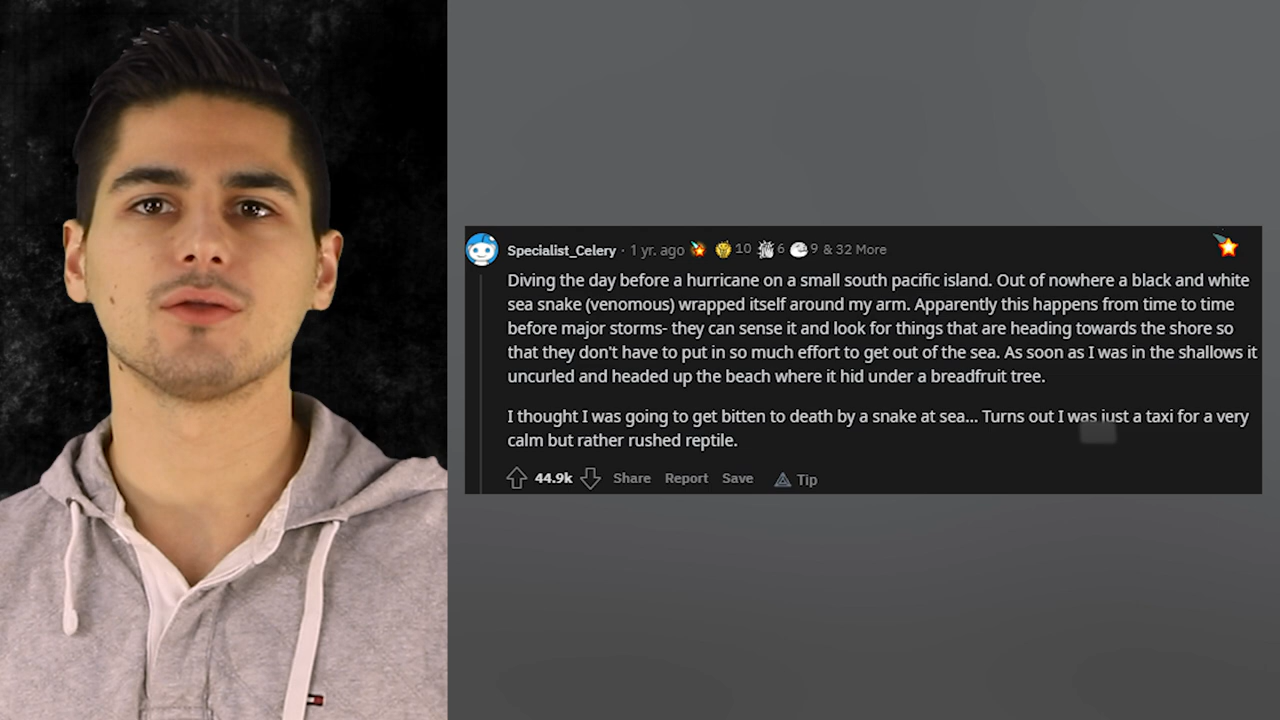 Specialist_Celery · 1 yr. ago 10 6 9 & 32 More
Diving the day before a hurricane on a small south pacific island. Out of nowhere a black and white
sea snake (venomous) wrapped itself around my arm. Apparently this happens from time to time
before major storms- they can sense it and look for things that are heading towards the shore so
that they don't have to put in so much effort to get out of the sea. As soon as I was in the shallows it
uncurled and headed up the beach where it hid under a breadfruit tree.
I thought I was going to get bitten to death by a snake at sea... Turns out I was just a taxi for a very
calm but rather rushed reptile.
44.9k Share Report Save Tip